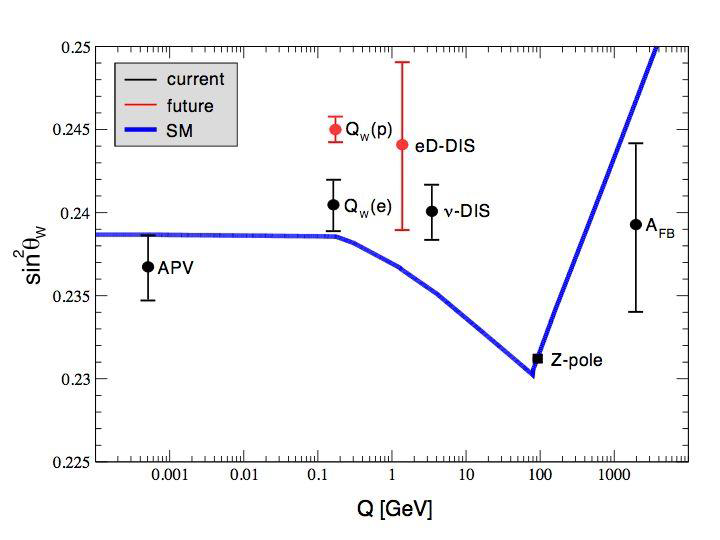 0.25
0.245
0.24
0.235
0.23
0.225
sin²θ_W
current
future
SM
Q_W(p)
eD-DIS
Q_W(e)
ν-DIS
A_FB
APV
Z-pole
0.001
0.01
0.1
1
10
100
1000
Q [GeV]